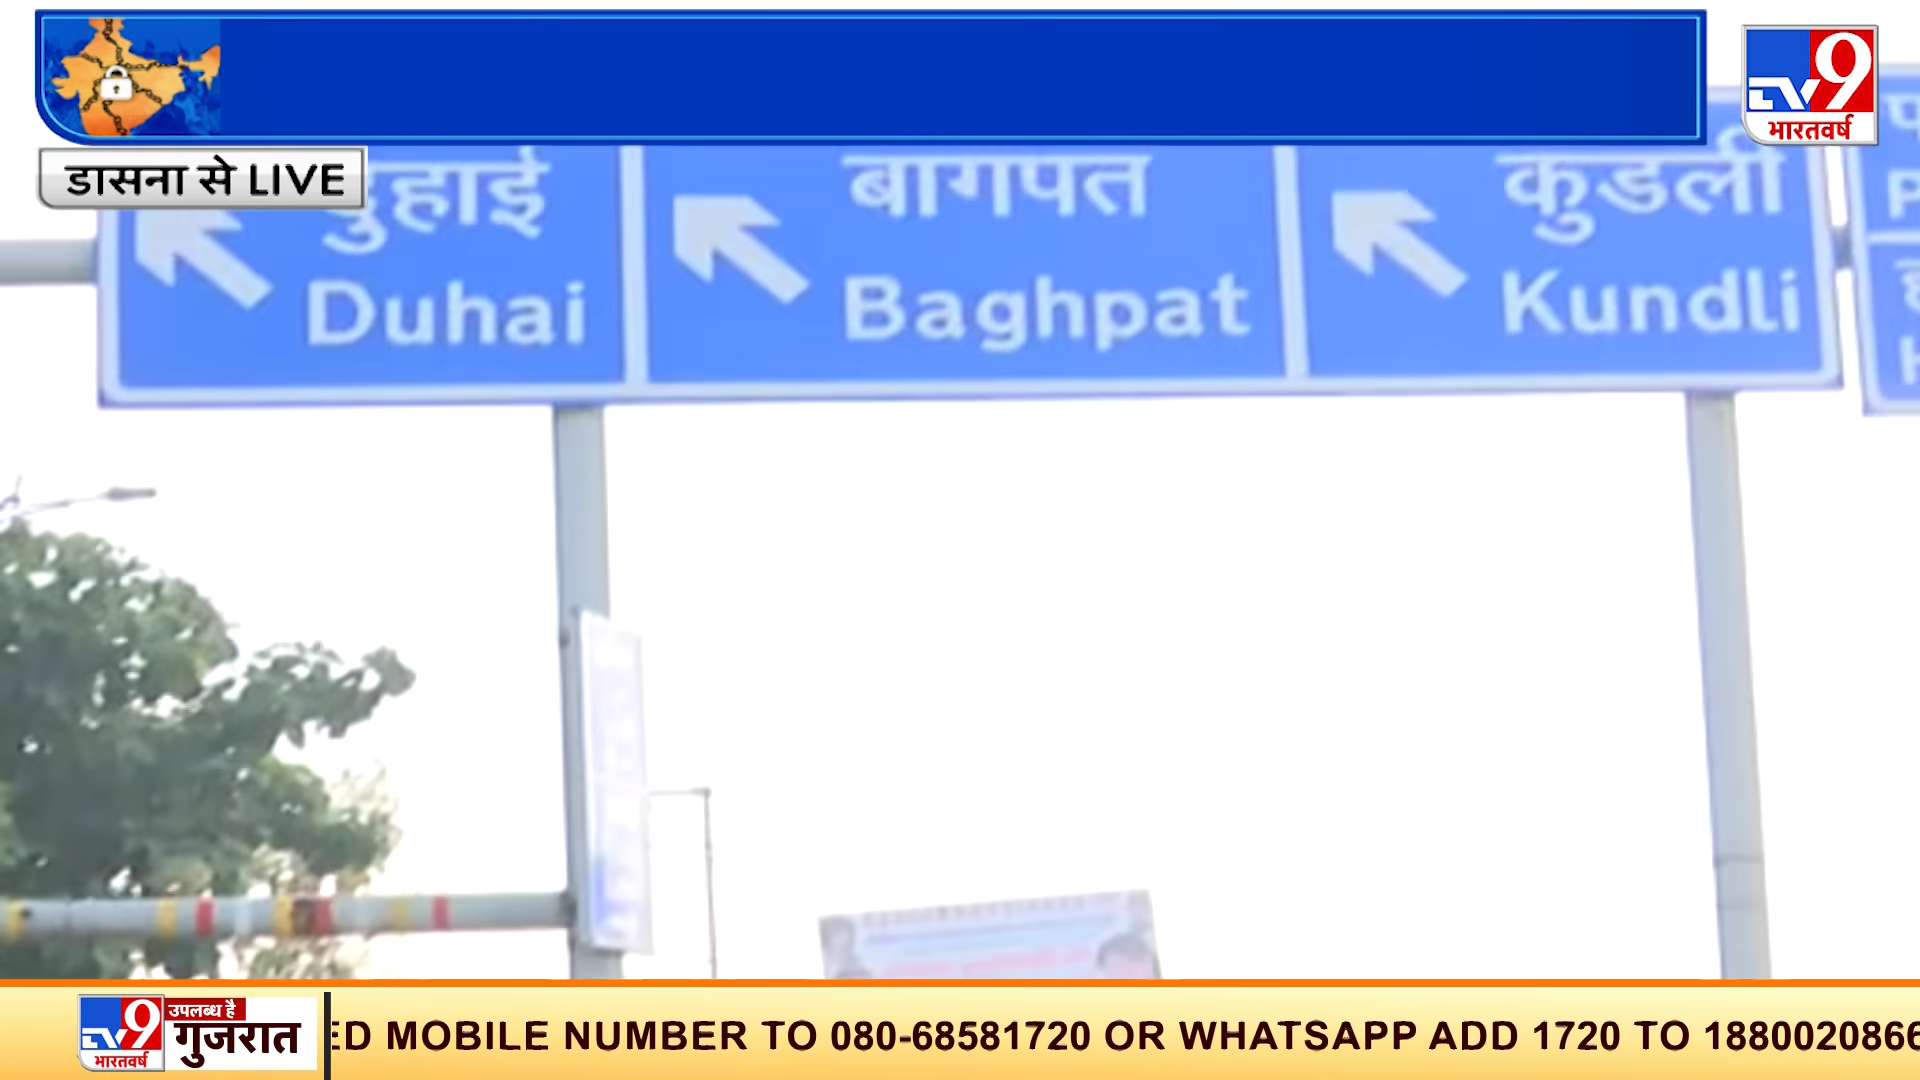 TV9
भारतवर्ष
डासना से LIVE
दुहाई
Duhai
बागपत
Baghpat
कुडली
Kundli
P
H
TV9
भारतवर्ष
उपलब्ध है
गुजरात
ED MOBILE NUMBER TO 080-68581720 OR WHATSAPP ADD 1720 TO 1880020866